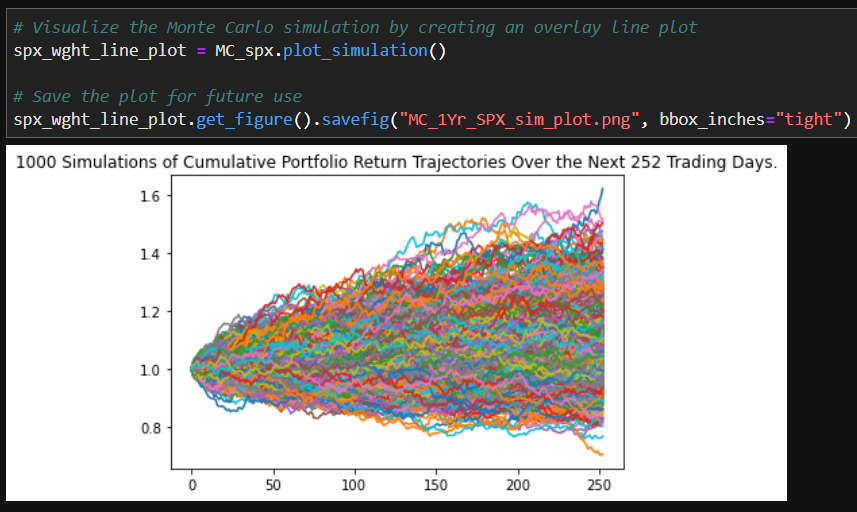 # Visualize the Monte Carlo simulation by creating an overlay line plot
spx_wght_line_plot = MC_spx.plot_simulation()
# Save the plot for future use
spx_wght_line_plot.get_figure().savefig("MC_1Yr_SPX_sim_plot.png", bbox_inches="tight")
1000 Simulations of Cumulative Portfolio Return Trajectories Over the Next 252 Trading Days.
1.6
1.4
1.2
1.0
0.8
0 50 100 150 200 250